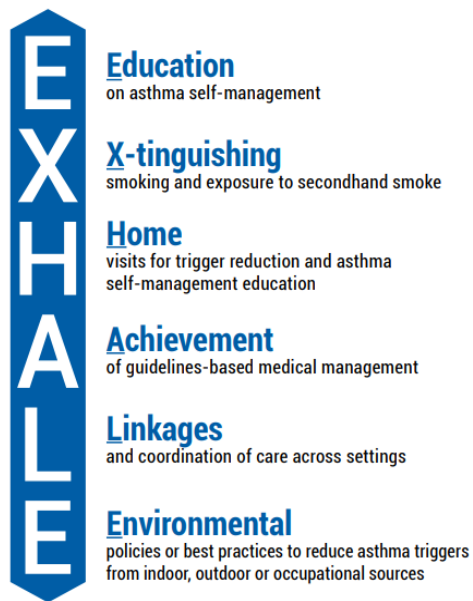 EXHALE
Education
on asthma self-management
X-tinguishing
smoking and exposure to secondhand smoke
Home
visits for trigger reduction and asthma
self-management education
Achievement
of guidelines-based medical management
Linkages
and coordination of care across settings
Environmental
policies or best practices to reduce asthma triggers
from indoor, outdoor or occupational sources